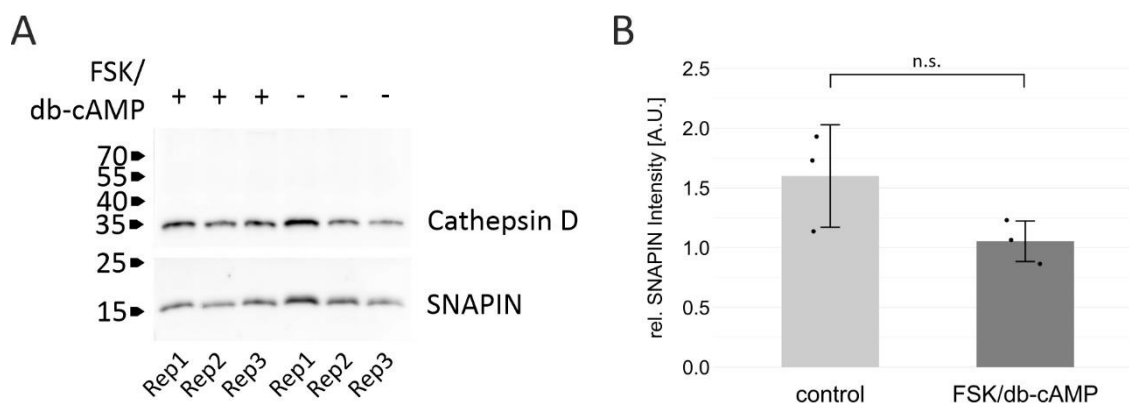 A
FSK/
db-cAMP
+ + + - - -
70
55
40
35
25
15
Cathepsin D
SNAPIN
Rep1 Rep2 Rep3 Rep1 Rep2 Rep3
B
n.s.
rel. SNAPIN Intensity [A.U.]
2.5
2.0
1.5
1.0
0.5
0.0
control FSK/db-cAMP